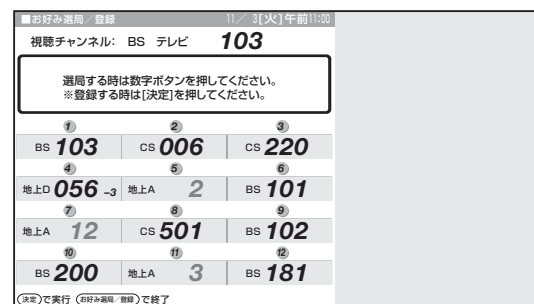 ■お好み選局／登録 11／ 3[火]午前11:00
視聴チャンネル: BS テレビ 103
選局する時は数字ボタンを押してください。
※登録する時は[決定]を押してください。
1 2 3
BS 103 CS 006 CS 220
4 5 6
地上D 056 -3 地上A 2 BS 101
7 8 9
地上A 12 CS 501 BS 102
10 11 12
BS 200 地上A 3 BS 181
決定で実行 お好み選局／登録で終了